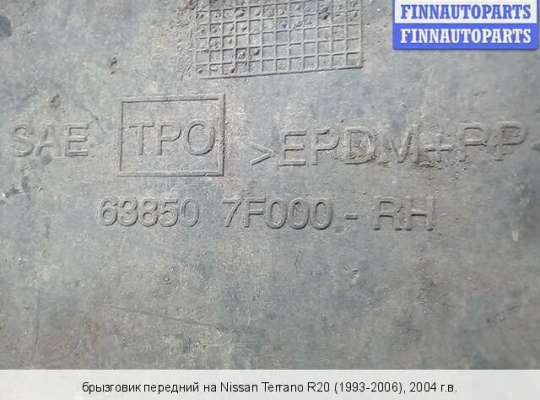 FINNAUTOPARTS
FINNAUTOPARTS
SAE TPO >EPDM+PP
63850 7F000 - RH
брызговик передний на Nissan Terrano R20 (1993-2006), 2004 г.в.